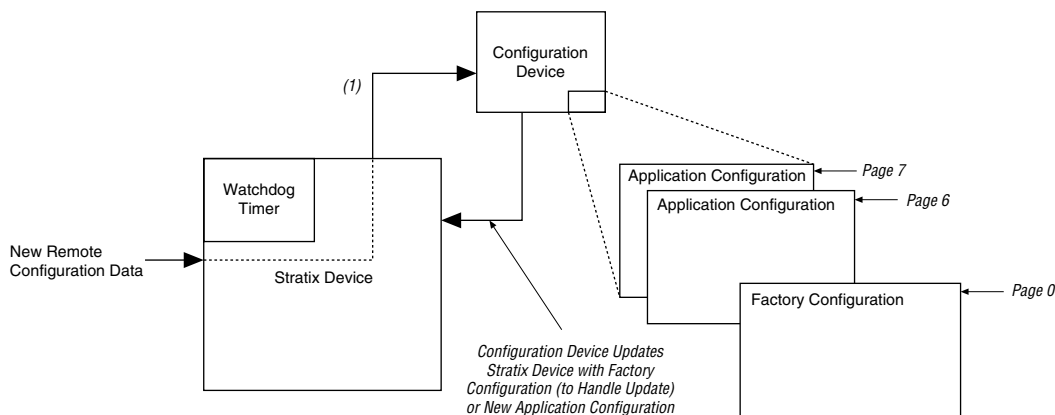 (1)
Configuration
Device
Application Configuration
Page 7
Application Configuration
Page 6
Watchdog
Timer
New Remote
Configuration Data
Stratix Device
Factory Configuration
Page 0
Configuration Device Updates
Stratix Device with Factory
Configuration (to Handle Update)
or New Application Configuration